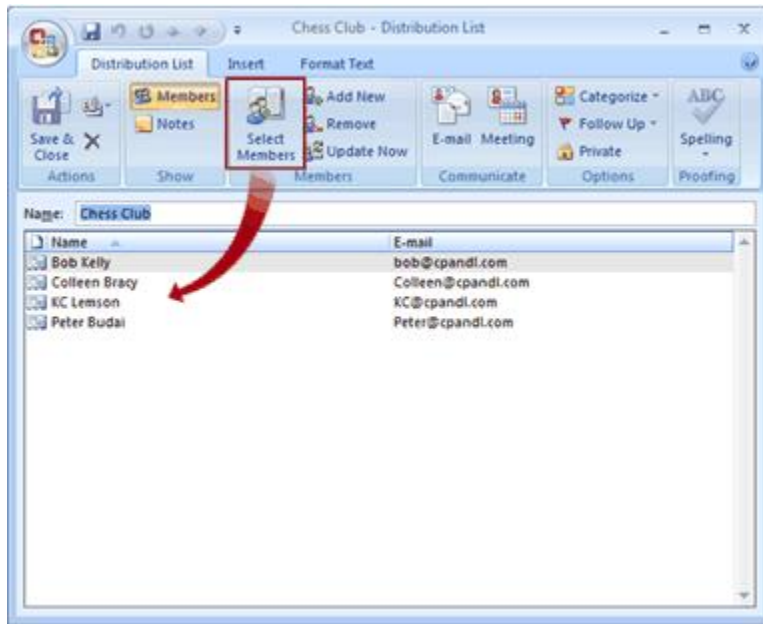 Chess Club - Distribution List
Distribution List Insert Format Text
Save & Close
Actions
Members
Notes
Show
Select Members
Add New
Remove
Update Now
Members
E-mail Meeting
Communicate
Categorize
Follow Up
Private
Options
ABC
Spelling
Proofing
Name: Chess Club
Name E-mail
Bob Kelly bob@cpandl.com
Colleen Bracy Colleen@cpandl.com
KC Lemson KC@cpandl.com
Peter Budai Peter@cpandl.com